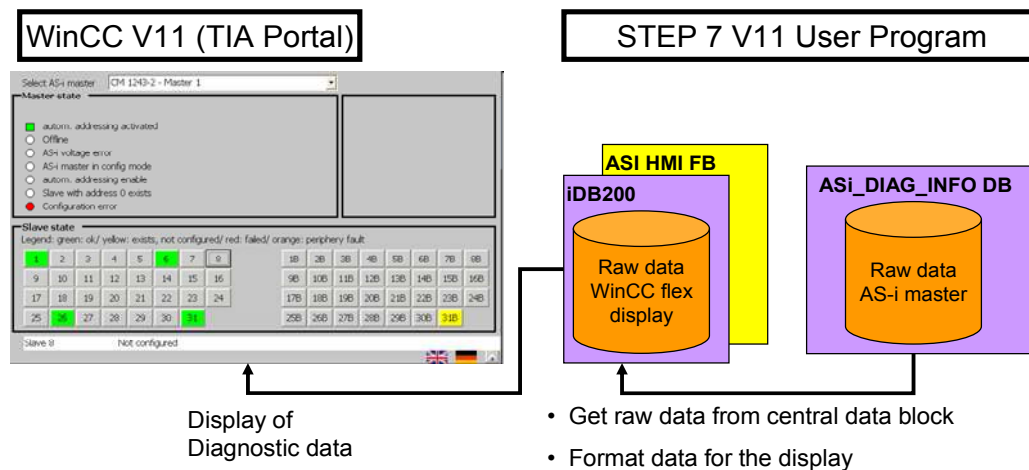 WinCC V11 (TIA Portal)
STEP 7 V11 User Program
Select AS-i master CM 1243-2 - Master 1
Master state
autom. addressing activated
Offline
AS-i voltage error
AS-i master in config mode
autom. addressing enable
Slave with address 0 exists
Configuration error
Slave state
Legend: green: ok/ yellow: exists, not configured/ red: failed/ orange: periphery fault
1 2 3 4 5 6 7 8 1B 2B 3B 4B 5B 6B 7B 8B
9 10 11 12 13 14 15 16 9B 10B 11B 12B 13B 14B 15B 16B
17 18 19 20 21 22 23 24 17B 18B 19B 20B 21B 22B 23B 24B
25 26 27 28 29 30 31 25B 26B 27B 28B 29B 30B 31B
Slave 8 Not configured
ASI HMI FB
iDB200
Raw data
WinCC flex
display
ASi_DIAG_INFO DB
Raw data
AS-i master
Display of
Diagnostic data
• Get raw data from central data block
• Format data for the display